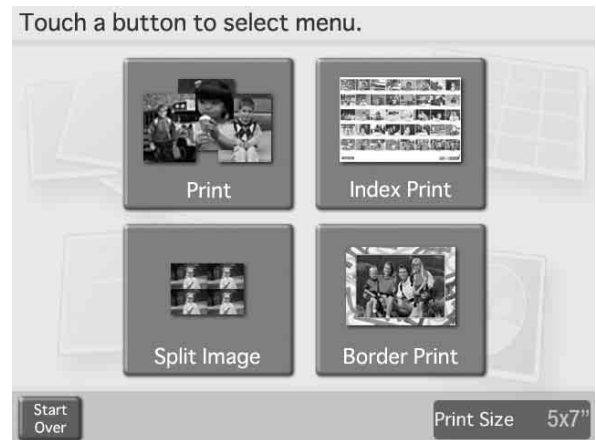 Touch a button to select menu.
Print
Index Print
Split Image
Border Print
Start
Over
Print Size 5x7"